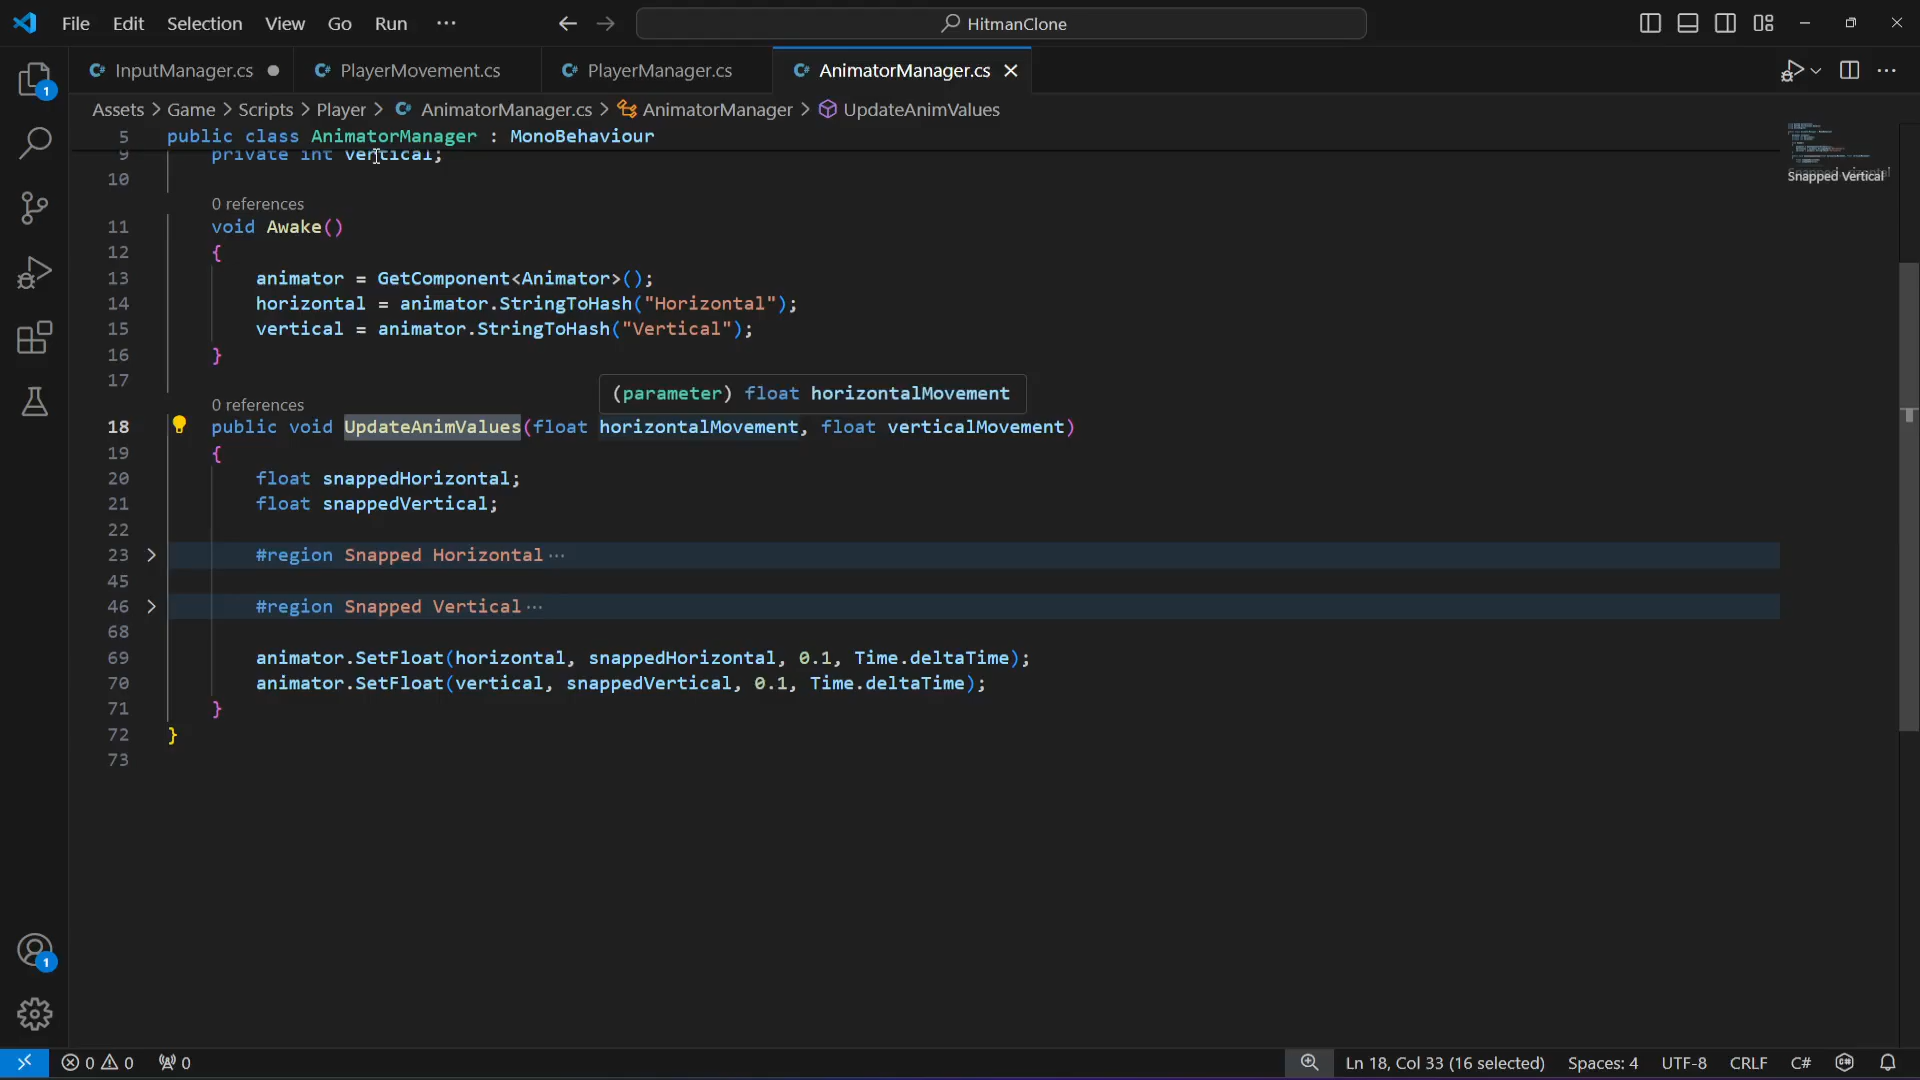 File Edit Selection View Go Run ··· HitmanClone
InputManager.cs PlayerMovement.cs PlayerManager.cs AnimatorManager.cs
Assets > Game > Scripts > Player > AnimatorManager.cs > AnimatorManager > UpdateAnimValues
5 public class AnimatorManager : MonoBehaviour
9 private int vertical;
10
0 references
11 void Awake()
12 {
13 animator = GetComponent<Animator>();
14 horizontal = animator.StringToHash("Horizontal");
15 vertical = animator.StringToHash("Vertical");
16 }
17
(parameter) float horizontalMovement
0 references
18 public void UpdateAnimValues(float horizontalMovement, float verticalMovement)
19 {
20 float snappedHorizontal;
21 float snappedVertical;
22
23 #region Snapped Horizontal ···
45
46 #region Snapped Vertical ···
68
69 animator.SetFloat(horizontal, snappedHorizontal, 0.1, Time.deltaTime);
70 animator.SetFloat(vertical, snappedVertical, 0.1, Time.deltaTime);
71 }
72 }
73
Snapped Vertical
1
1
0 0 0 Ln 18, Col 33 (16 selected) Spaces: 4 UTF-8 CRLF C#